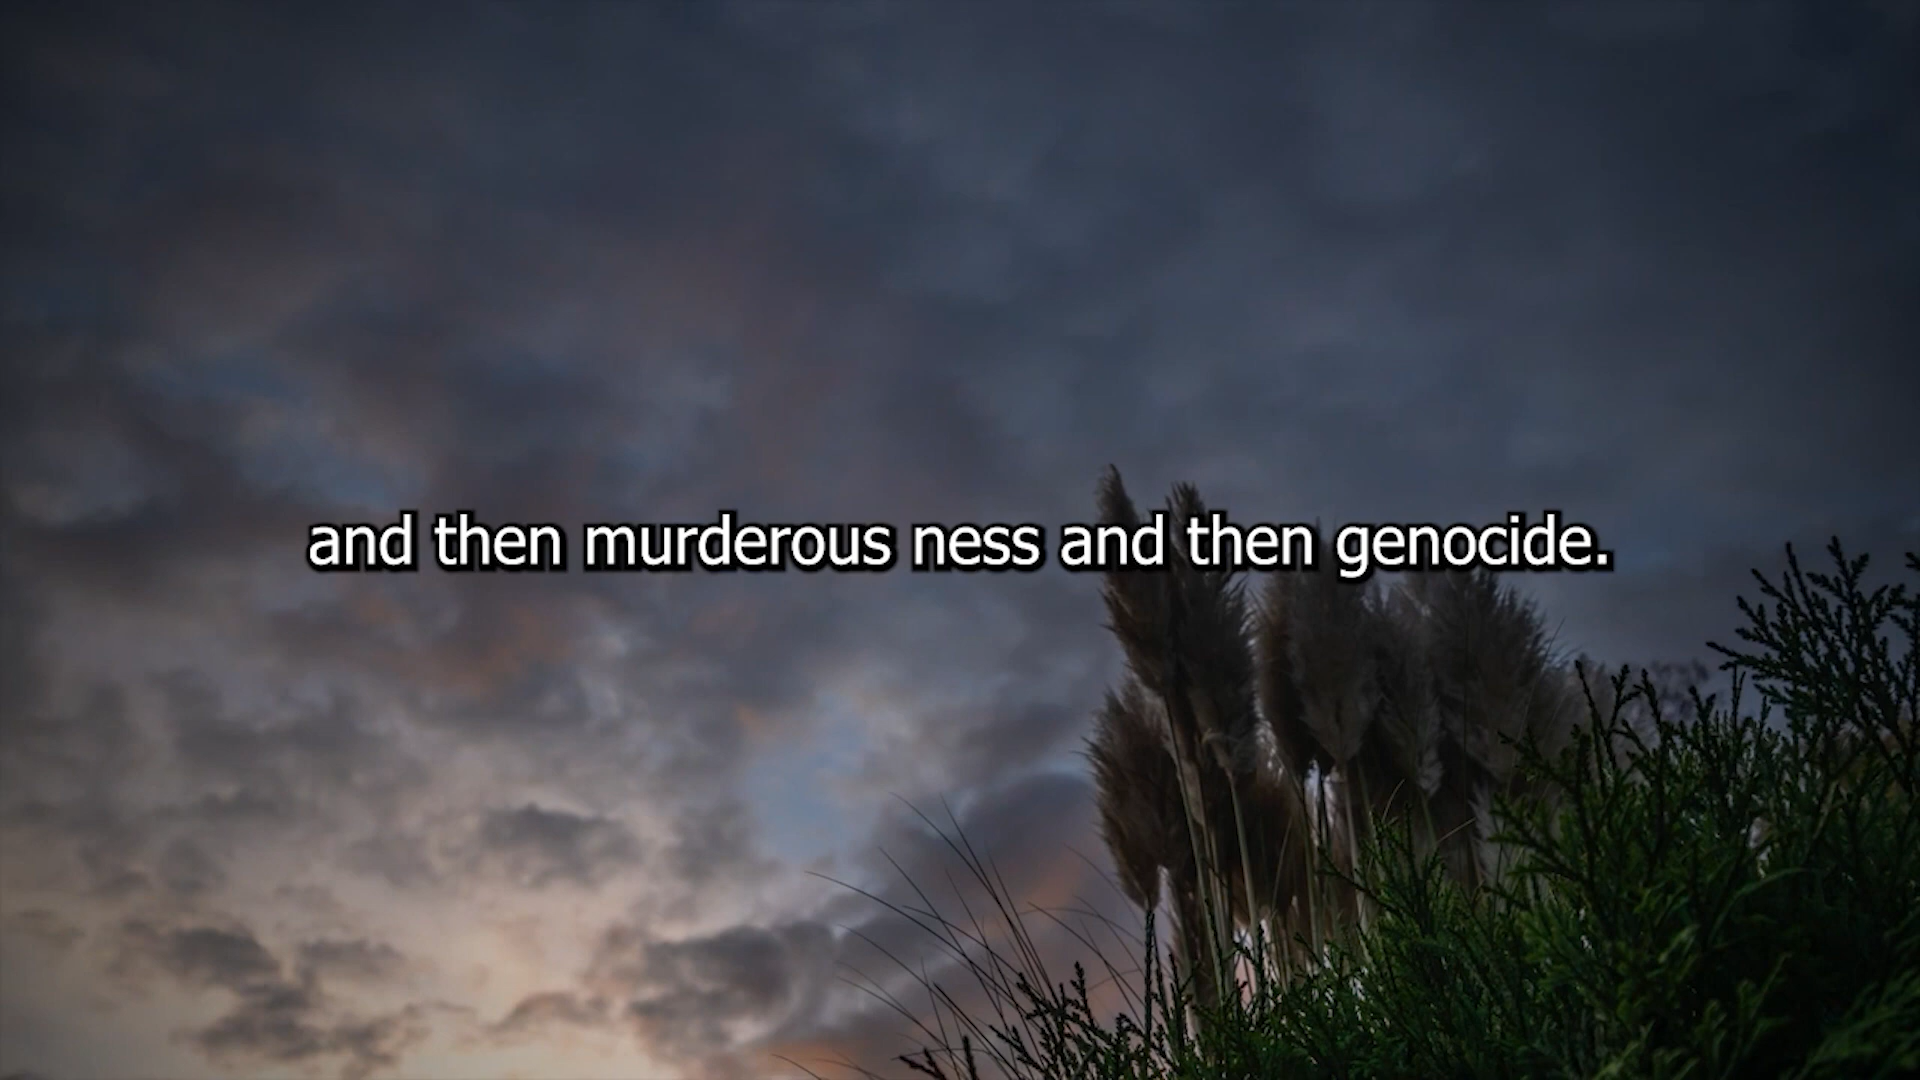 and then murderous ness and then genocide.